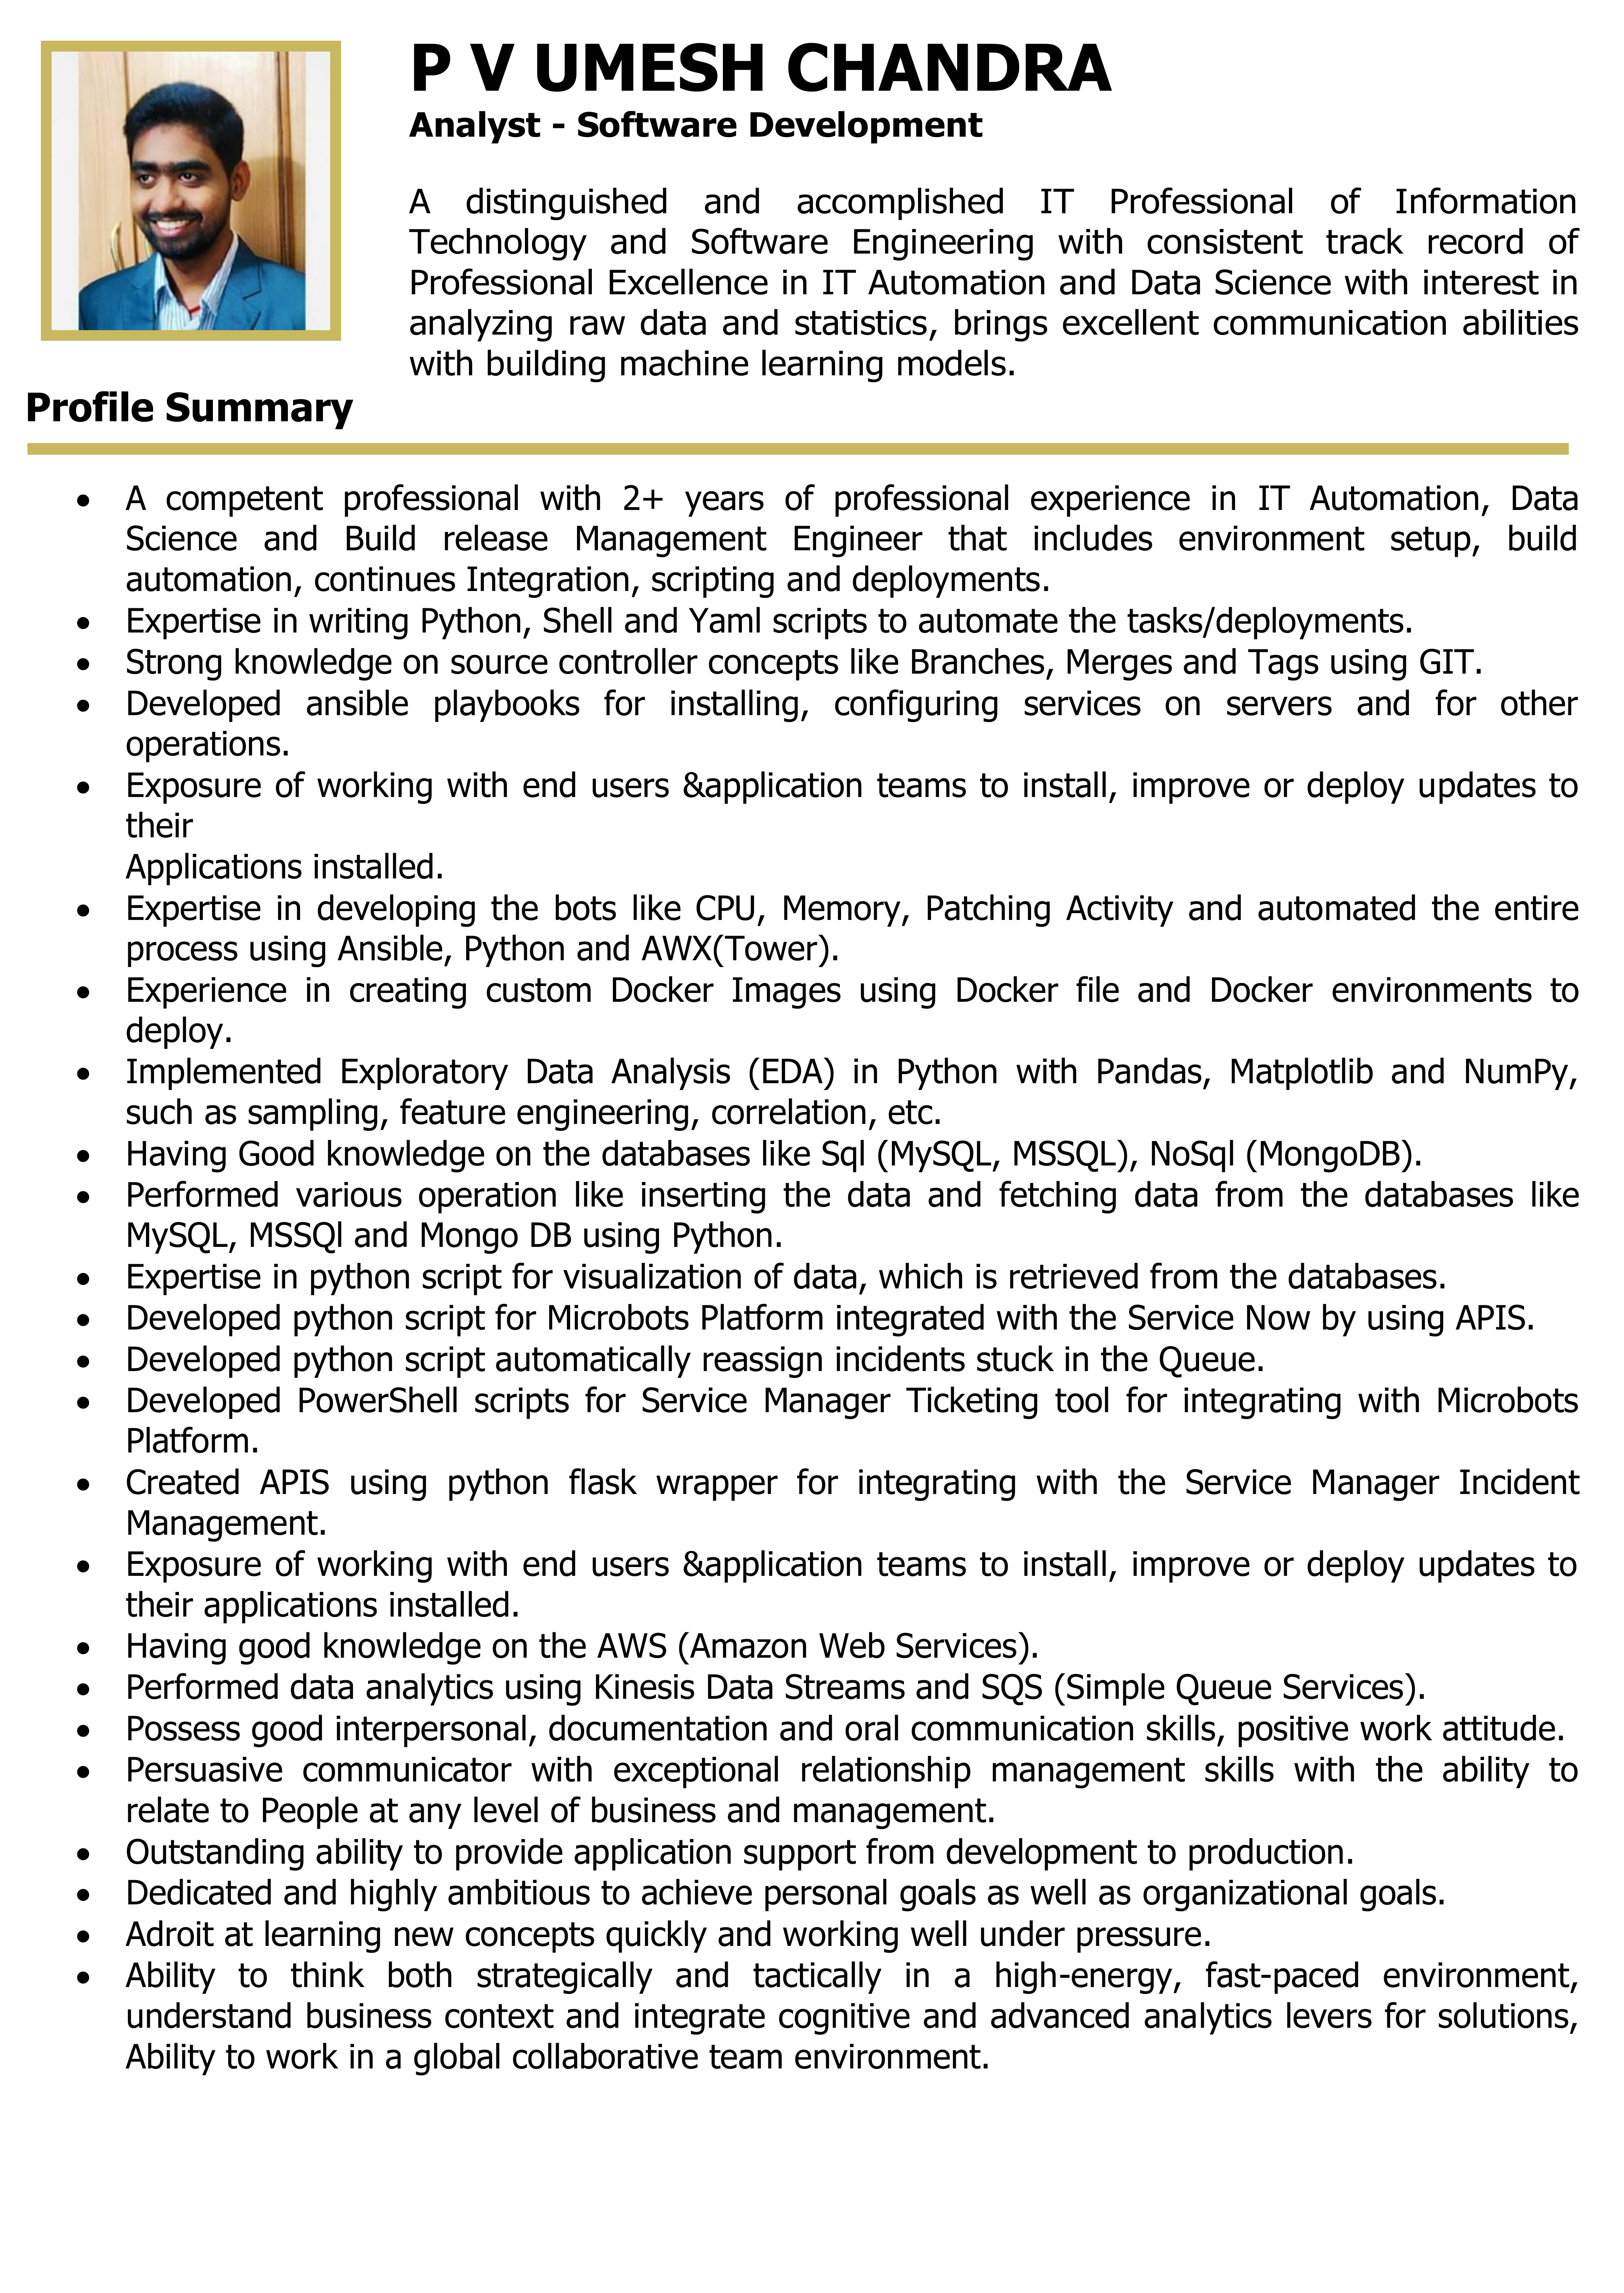 P V UMESH CHANDRA
Analyst - Software Development
A distinguished and accomplished IT Professional of Information
Technology and Software Engineering with consistent track record of
Professional Excellence in IT Automation and Data Science with interest in
analyzing raw data and statistics, brings excellent communication abilities
with building machine learning models.
Profile Summary
• A competent professional with 2+ years of professional experience in IT Automation, Data
Science and Build release Management Engineer that includes environment setup, build
automation, continues Integration, scripting and deployments.
• Expertise in writing Python, Shell and Yaml scripts to automate the tasks/deployments.
• Strong knowledge on source controller concepts like Branches, Merges and Tags using GIT.
• Developed ansible playbooks for installing, configuring services on servers and for other
operations.
• Exposure of working with end users &application teams to install, improve or deploy updates to
their
Applications installed.
• Expertise in developing the bots like CPU, Memory, Patching Activity and automated the entire
process using Ansible, Python and AWX(Tower).
• Experience in creating custom Docker Images using Docker file and Docker environments to
deploy.
• Implemented Exploratory Data Analysis (EDA) in Python with Pandas, Matplotlib and NumPy,
such as sampling, feature engineering, correlation, etc.
• Having Good knowledge on the databases like Sql (MySQL, MSSQL), NoSql (MongoDB).
• Performed various operation like inserting the data and fetching data from the databases like
MySQL, MSSQl and Mongo DB using Python.
• Expertise in python script for visualization of data, which is retrieved from the databases.
• Developed python script for Microbots Platform integrated with the Service Now by using APIS.
• Developed python script automatically reassign incidents stuck in the Queue.
• Developed PowerShell scripts for Service Manager Ticketing tool for integrating with Microbots
Platform.
• Created APIS using python flask wrapper for integrating with the Service Manager Incident
Management.
• Exposure of working with end users &application teams to install, improve or deploy updates to
their applications installed.
• Having good knowledge on the AWS (Amazon Web Services).
• Performed data analytics using Kinesis Data Streams and SQS (Simple Queue Services).
• Possess good interpersonal, documentation and oral communication skills, positive work attitude.
• Persuasive communicator with exceptional relationship management skills with the ability to
relate to People at any level of business and management.
• Outstanding ability to provide application support from development to production.
• Dedicated and highly ambitious to achieve personal goals as well as organizational goals.
• Adroit at learning new concepts quickly and working well under pressure.
• Ability to think both strategically and tactically in a high-energy, fast-paced environment,
understand business context and integrate cognitive and advanced analytics levers for solutions,
Ability to work in a global collaborative team environment.